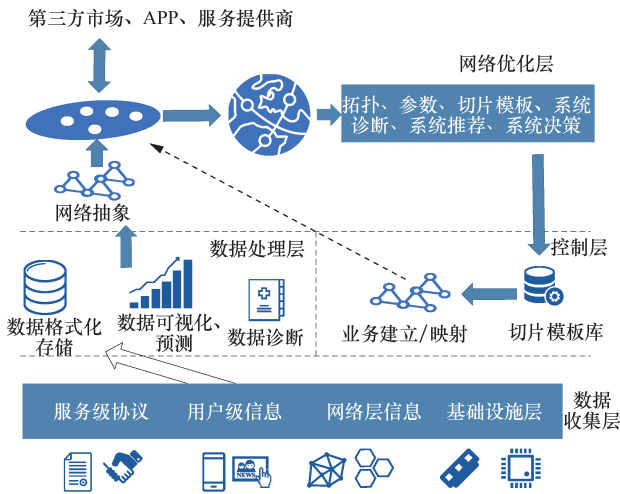 第三方市场、APP、服务提供商
网络优化层
拓扑、参数、切片模板、系统
诊断、系统推荐、系统决策
网络抽象
数据处理层
控制层
数据格式化
存储
数据可视化、
预测
数据诊断
业务建立/映射
切片模板库
服务级协议
用户级信息
网络层信息
基础设施层
数据
收集层
NEWS